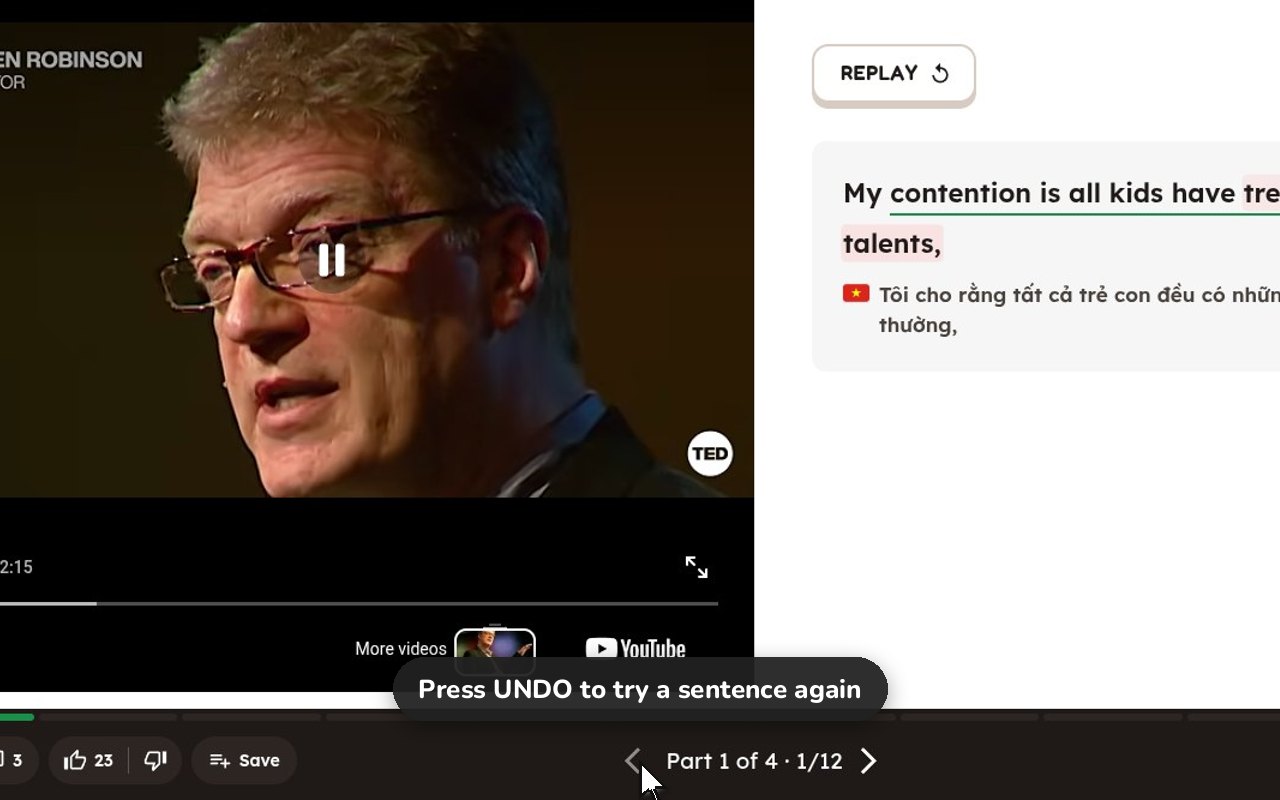 EN ROBINSON
TOR
REPLAY
My contention is all kids have tre
talents,
Tôi cho rằng tất cả trẻ con đều có nhữn
thường,
TED
2:15
More videos
YouTube
Press UNDO to try a sentence again
3
23
Save
Part 1 of 4 · 1/12